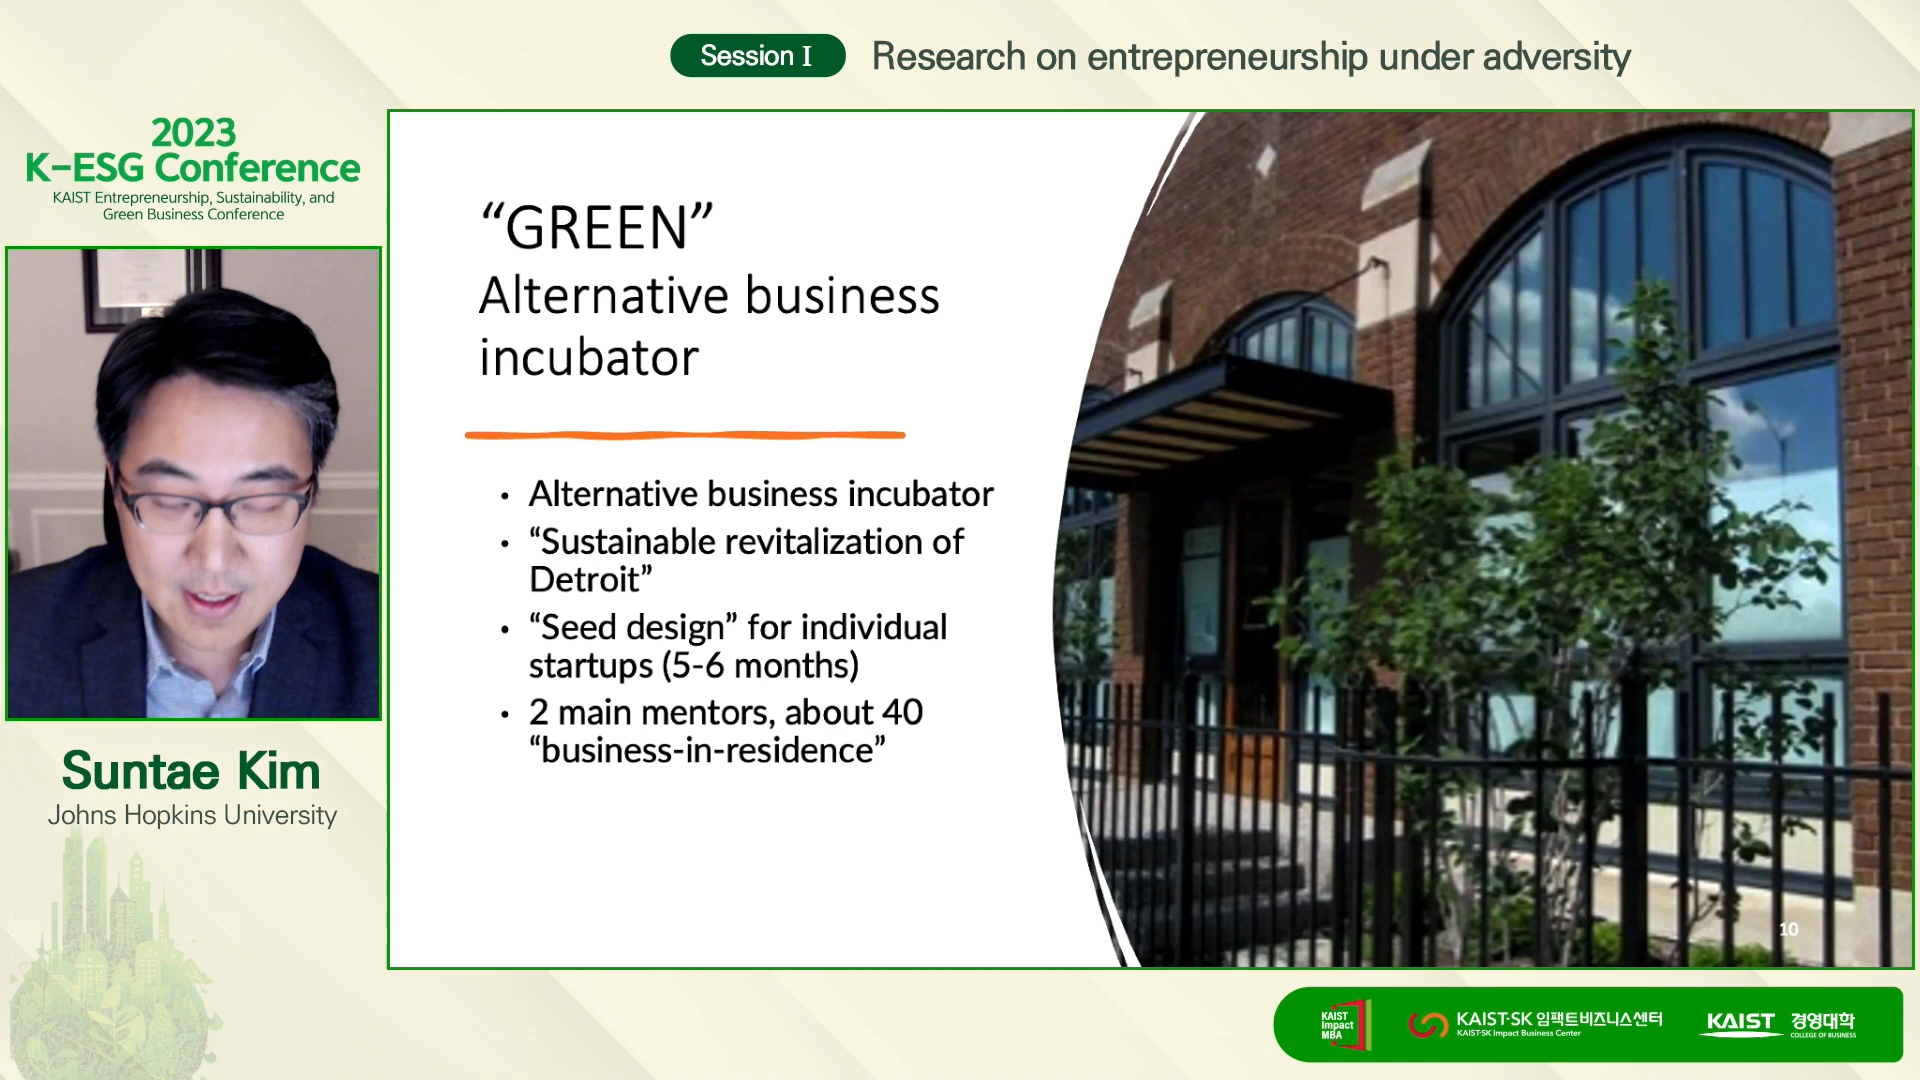 Session I
Research on entrepreneurship under adversity
2023
K-ESG Conference
KAIST Entrepreneurship, Sustainability, and
Green Business Conference
Suntae Kim
Johns Hopkins University
“GREEN”
Alternative business
incubator
• Alternative business incubator
• “Sustainable revitalization of
Detroit”
• “Seed design” for individual
startups (5-6 months)
• 2 main mentors, about 40
“business-in-residence”
10
KAIST
Impact
MBA
KAIST-SK 임팩트비즈니스센터
KAIST-SK Impact Business Center
KAIST
경영대학
COLLEGE OF BUSINESS